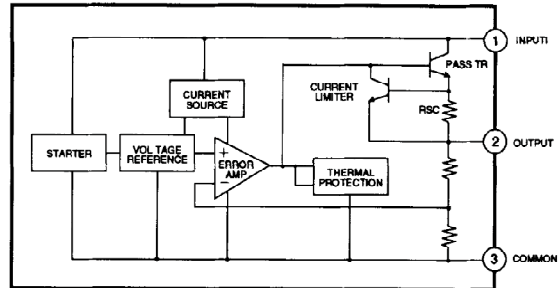 1 INPUTI
PASS TR
CURRENT
LIMITER
CURRENT
SOURCE
RSC
2 OUTPUT
STARTER
VOLTAGE
REFERENCE
+
−
ERROR
AMP
THERMAL
PROTECTION
3 COMMON